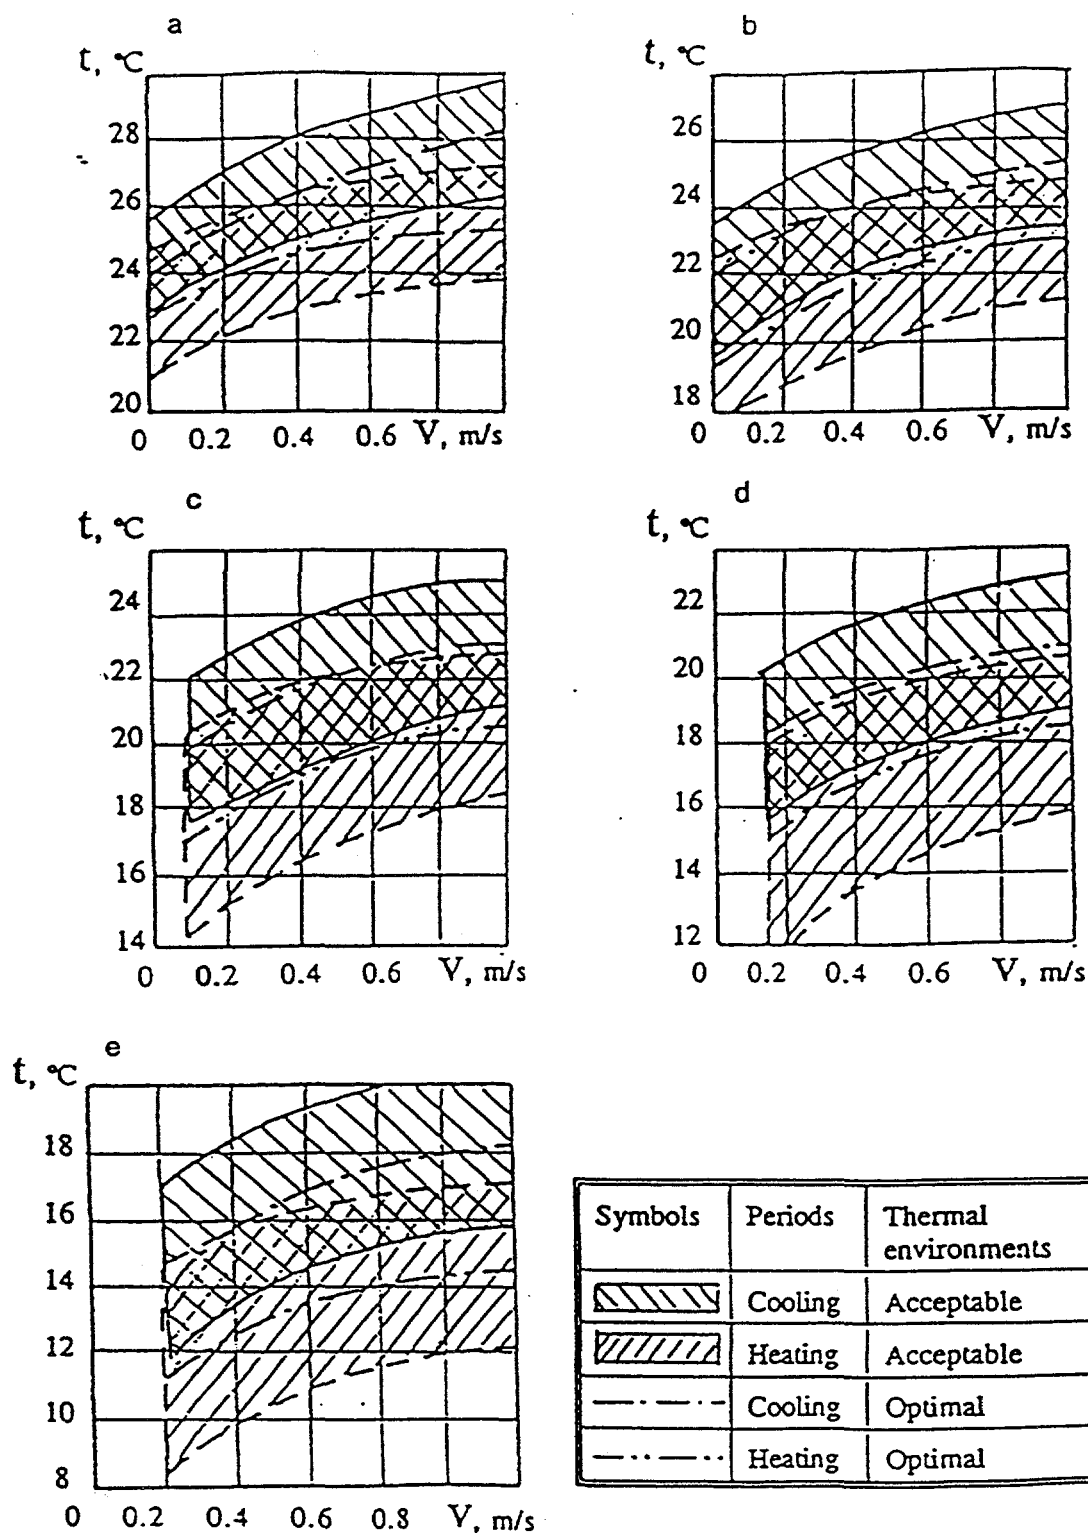 a
t, °C
28
26
24
22
20
0 0.2 0.4 0.6 V, m/s
b
t, °C
26
24
22
20
18
0 0.2 0.4 0.6 V, m/s
c
t, °C
24
22
20
18
16
14
0 0.2 0.4 0.6 V, m/s
d
t, °C
22
20
18
16
14
12
0 0.2 0.4 0.6 V, m/s
e
t, °C
18
16
14
12
10
8
0 0.2 0.4 0.6 0.8 V, m/s
Symbols Periods Thermal
environments
Cooling Acceptable
Heating Acceptable
Cooling Optimal
Heating Optimal